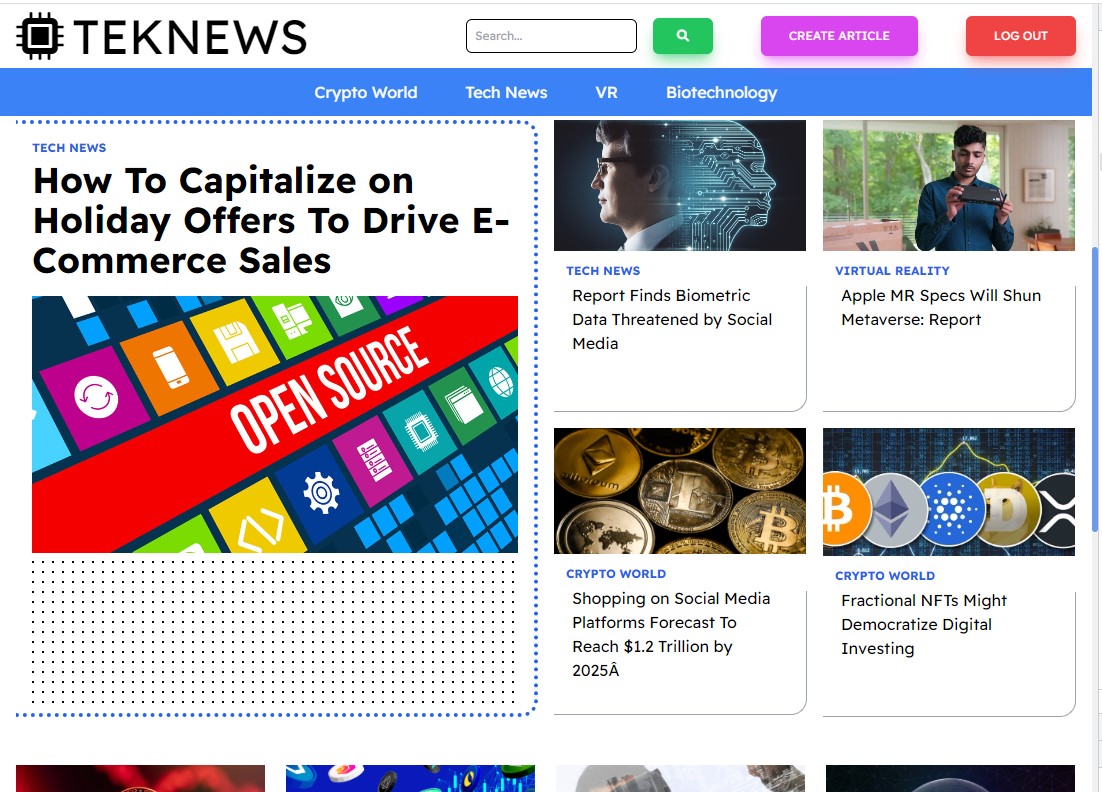 TEKNEWS
Search...
CREATE ARTICLE
LOG OUT
Crypto World
Tech News
VR
Biotechnology
TECH NEWS
How To Capitalize on
Holiday Offers To Drive E-
Commerce Sales
OPEN SOURCE
TECH NEWS
Report Finds Biometric
Data Threatened by Social
Media
VIRTUAL REALITY
Apple MR Specs Will Shun
Metaverse: Report
ethereum
CRYPTO WORLD
Shopping on Social Media
Platforms Forecast To
Reach $1.2 Trillion by
2025Â
CRYPTO WORLD
Fractional NFTs Might
Democratize Digital
Investing